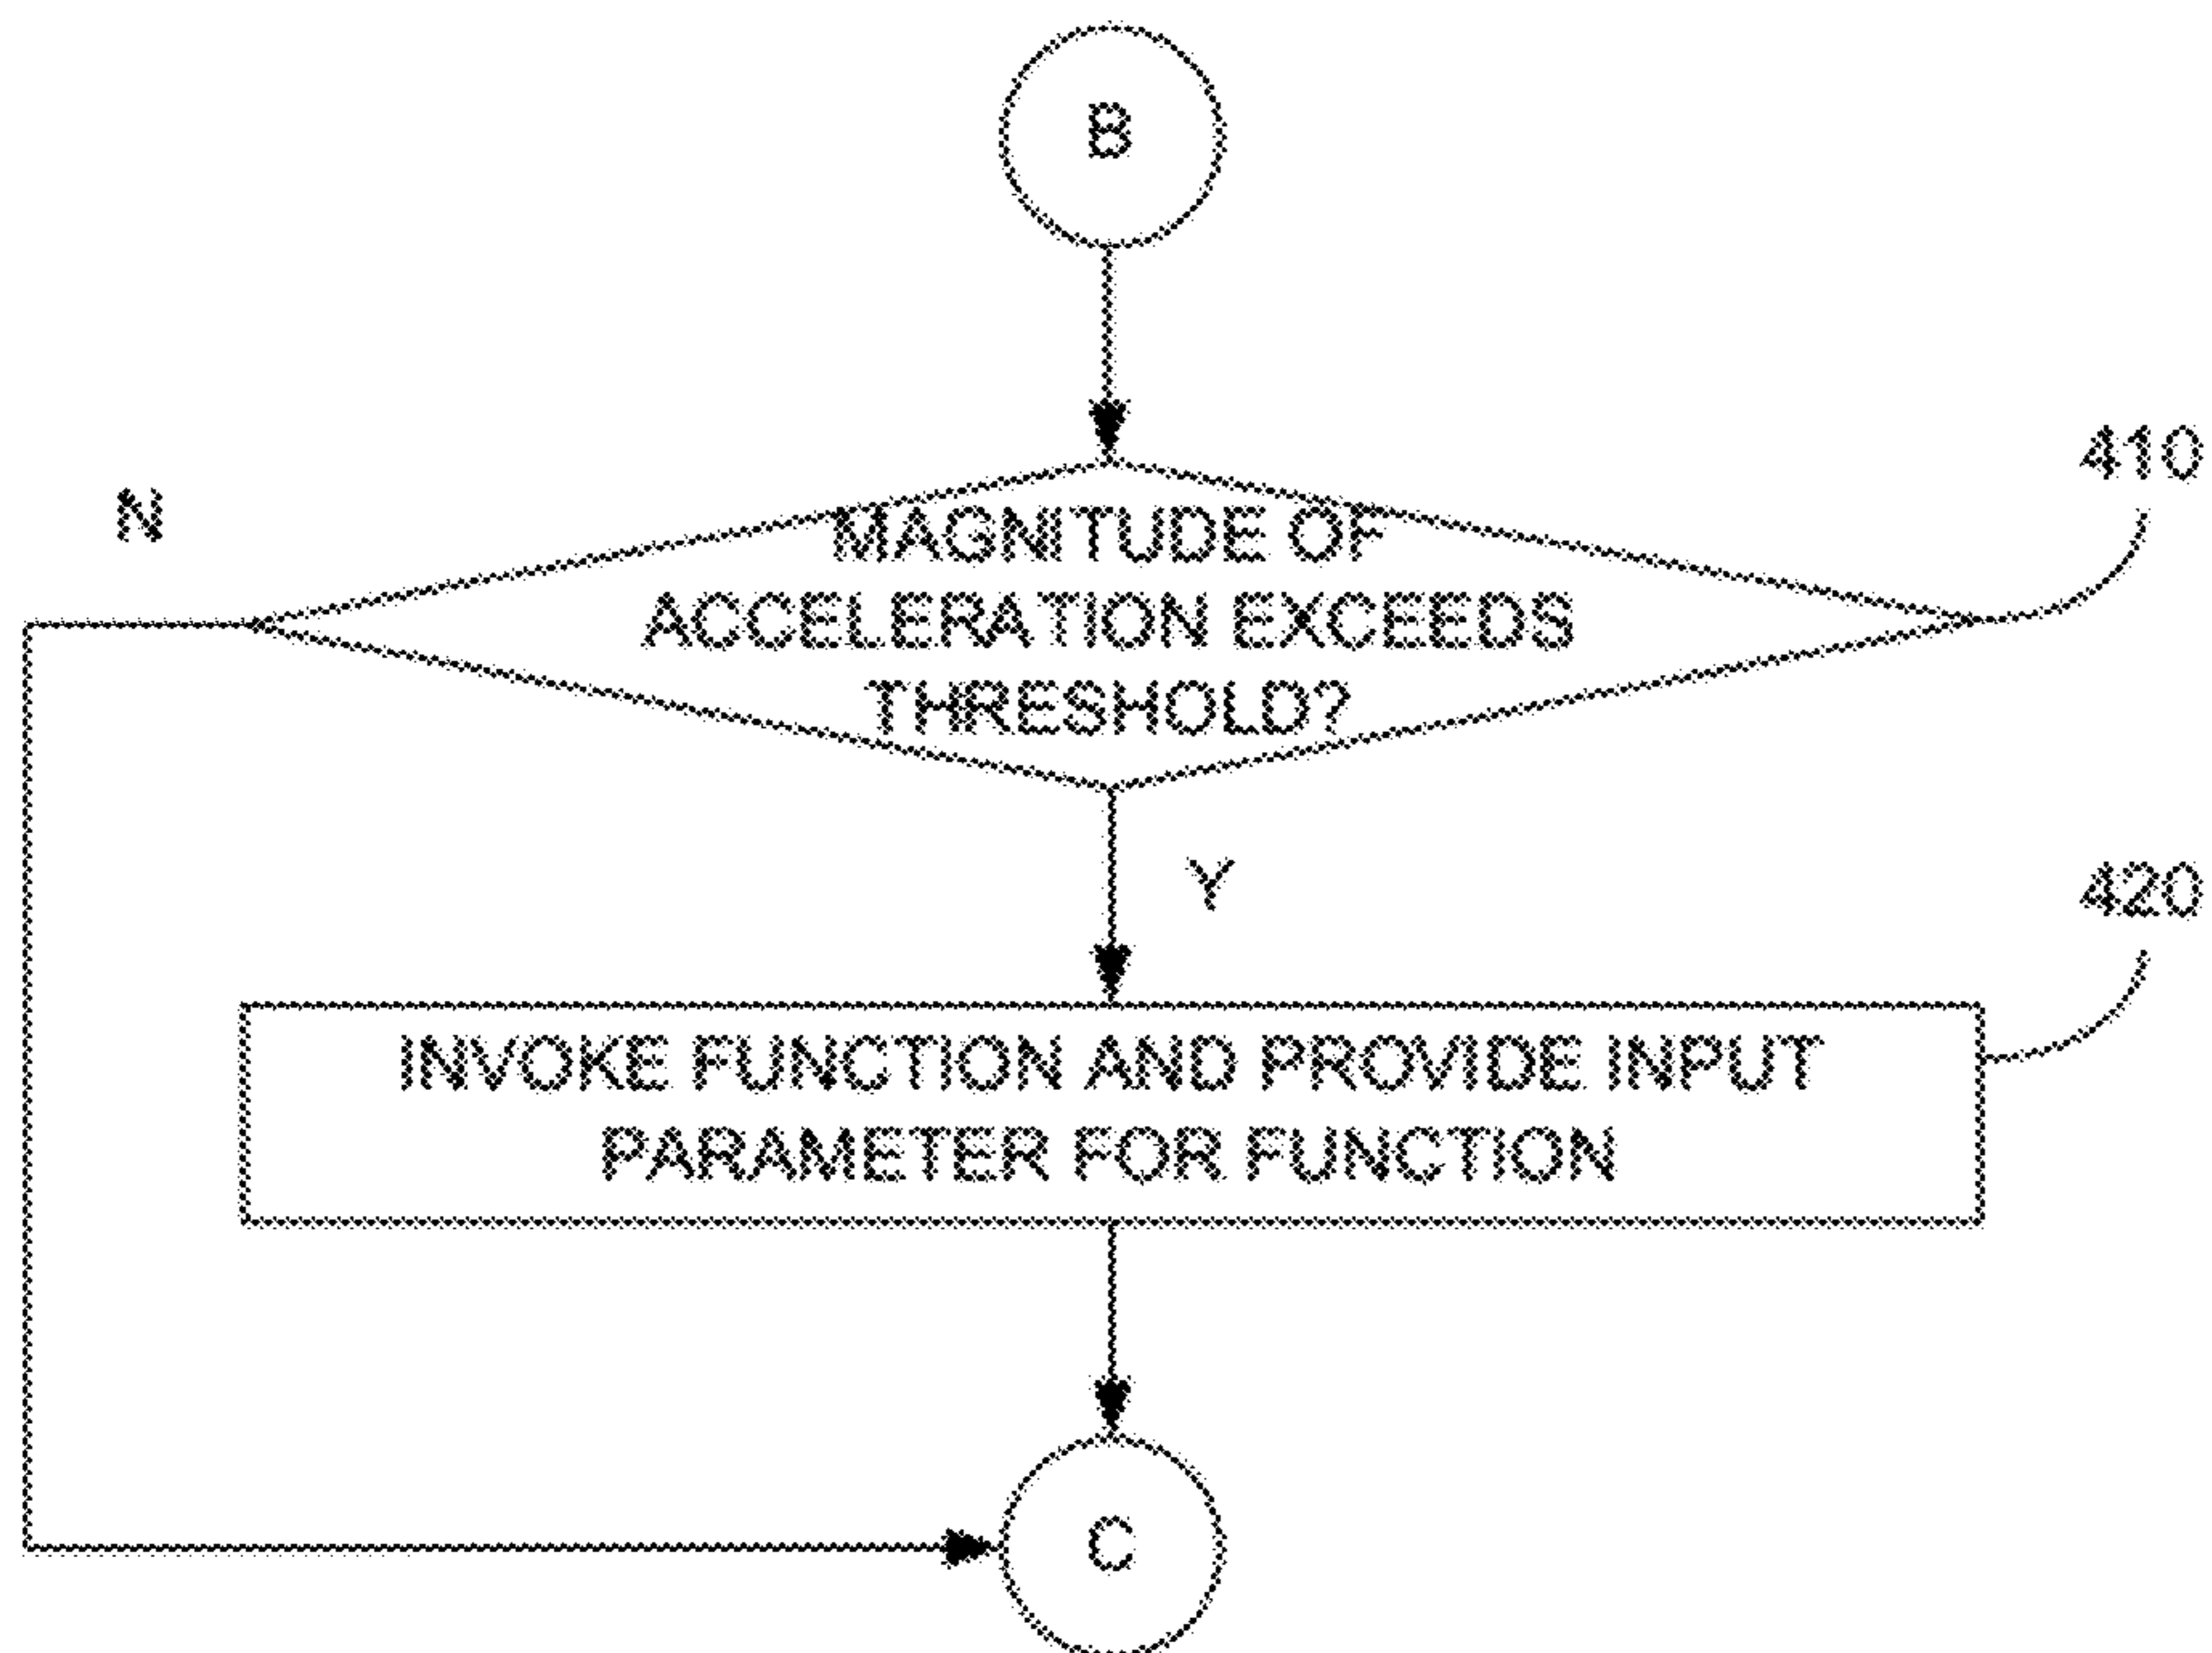 B
410
N
MAGNITUDE OF
ACCELERATION EXCEEDS
THRESHOLD?
Y
420
INVOKE FUNCTION AND PROVIDE INPUT
PARAMETER FOR FUNCTION
C